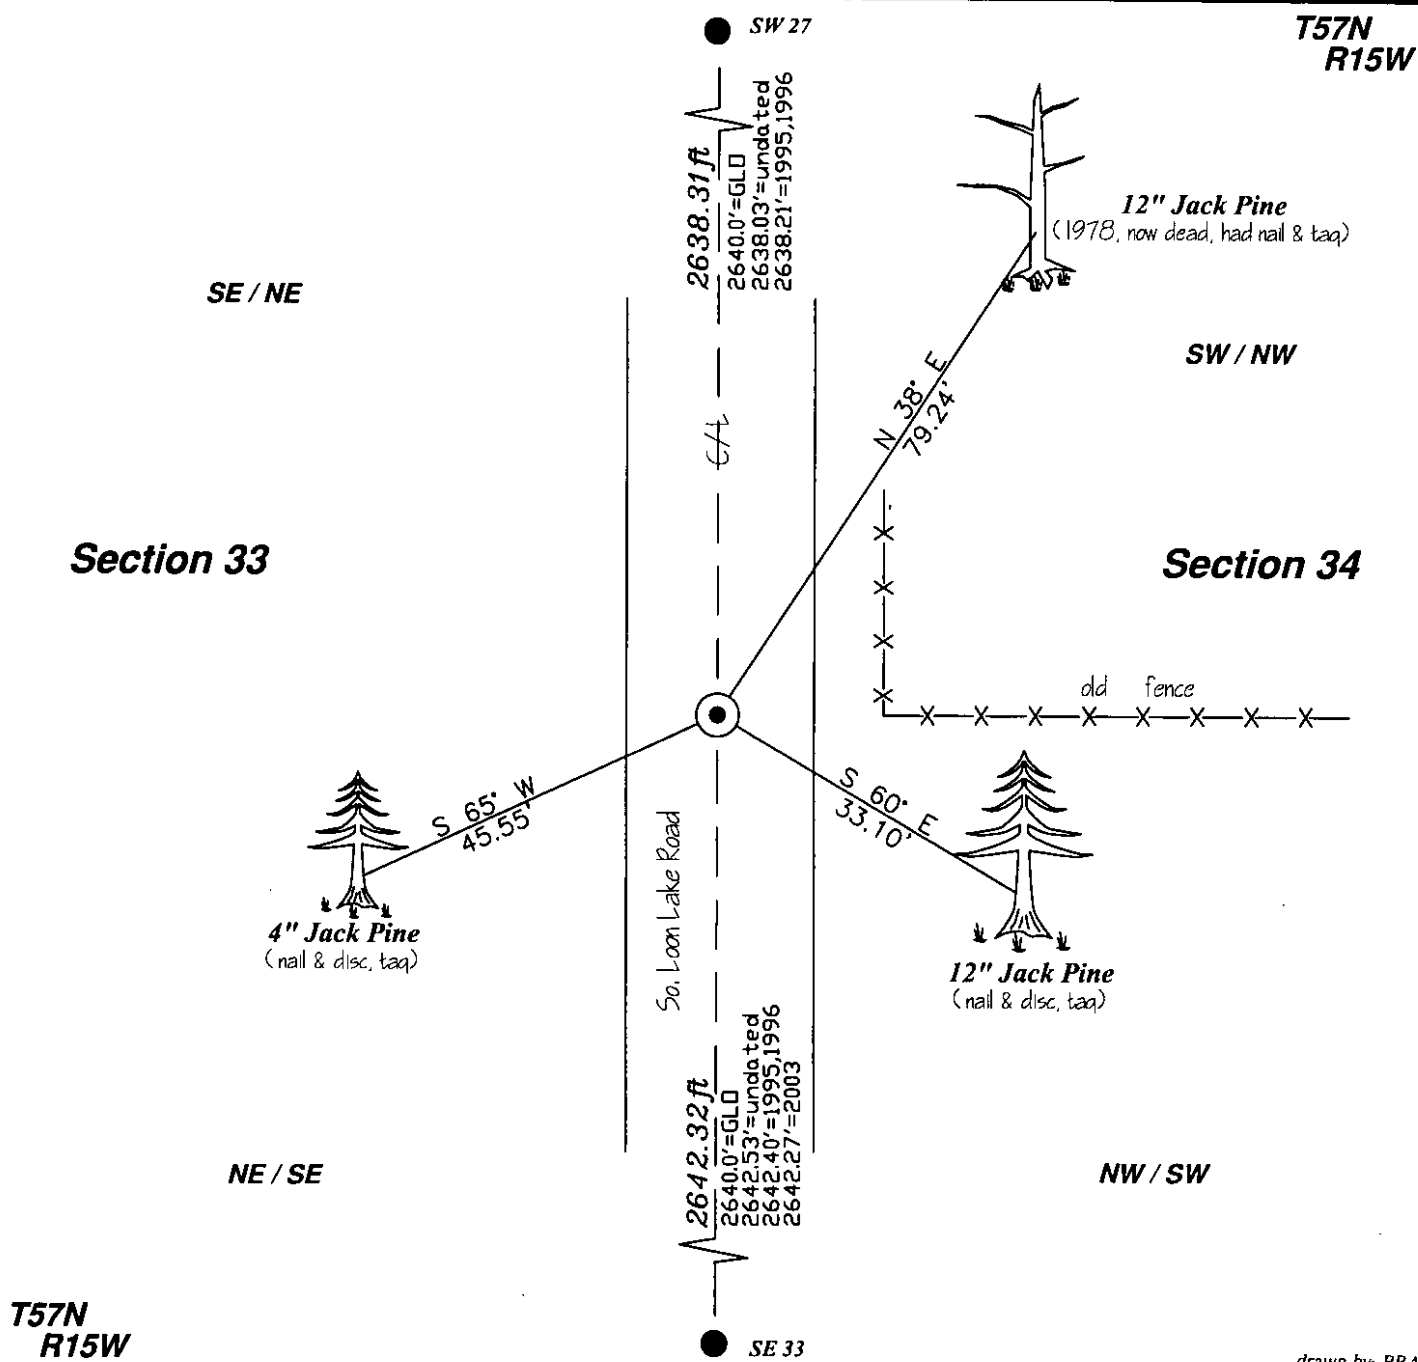 SW 27
T57N
R15W
2638.31 ft
2640.0'=GLO
2638.03'=undated
2638.21'=1995,1996
12" Jack Pine
(1978, now dead, had nail & tag)
SE / NE
SW / NW
N 38° E
79.24'
C/L
Section 33
Section 34
old fence
S 65° W
45.55'
S 60° E
33.10'
So. Loon Lake Road
4" Jack Pine
(nail & disc, tag)
12" Jack Pine
(nail & disc, tag)
2642.32 ft
2640.0'=GLO
2642.53'=undated
2642.40'=1995,1996
2642.27'=2003
NE / SE
NW / SW
T57N
R15W
SE 33
drawn by: